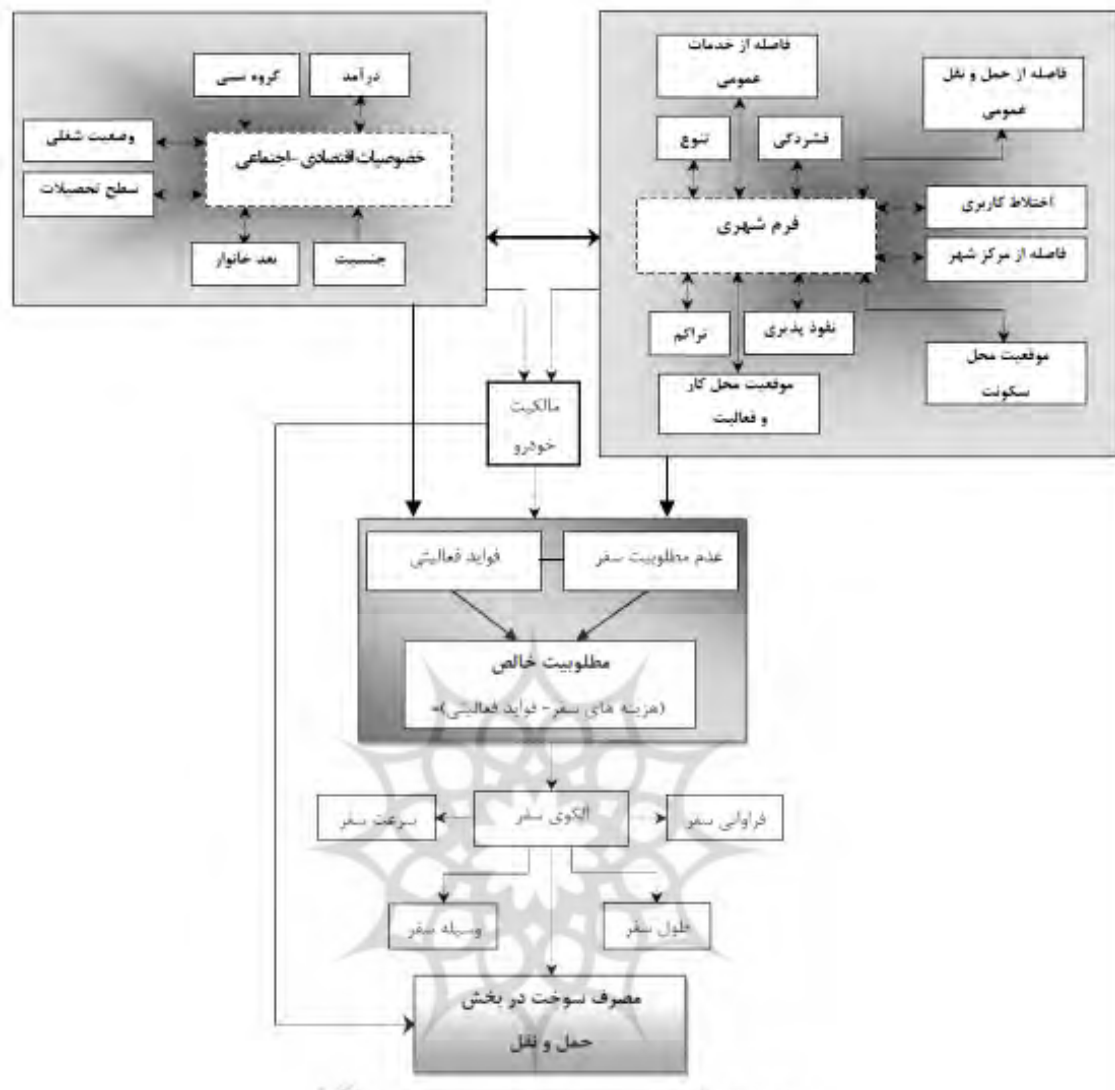 فاصله از خدمات
عمومی
فاصله از حمل و نقل
عمومی
تنوع
فشردگی
فرم شهری
اختلاط کاربری
فاصله از مرکز شهر
تراکم
نفوذ پذیری
موقعیت محل
سکونت
موقعیت محل کار
و فعالیت
گروه سنی
درآمد
وضعیت شغلی
خصوصیات اقتصادی -اجتماعی
سطح تحصیلات
بعد خانوار
جنسیت
مالکیت
خودرو
عدم مطلوبیت سفر
فواید فعالیتی
مطلوبیت خالص
(هزینه های سفر- فواید فعالیتی)=
فراوانی سفر
الگوی سفر
سرعت سفر
طول سفر
وسیله سفر
مصرف سوخت در بخش
حمل و نقل